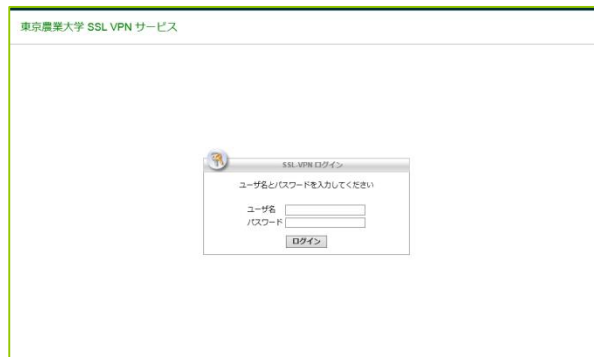 東京農業大学 SSL VPN サービス
SSL VPN ログイン
ユーザ名とパスワードを入力してください
ユーザ名
パスワード
ログイン